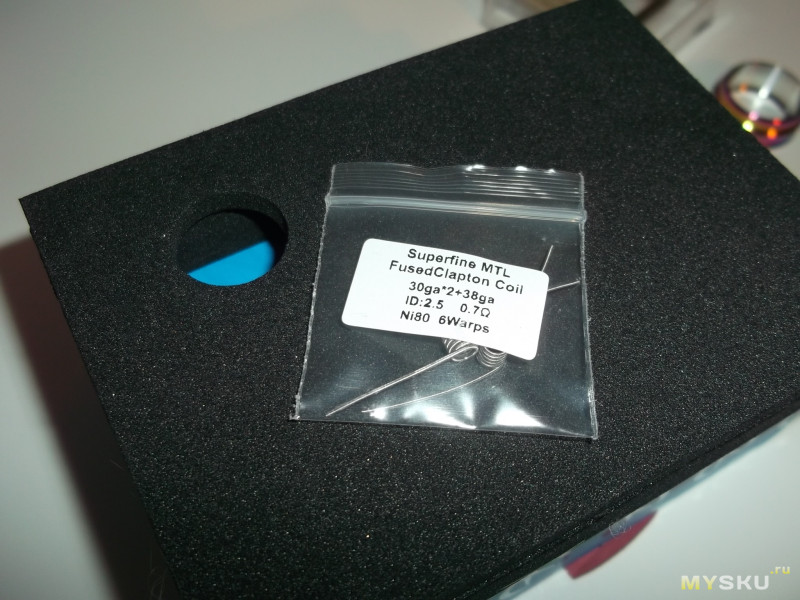 Superfine MTL
FusedClapton Coil
30ga*2+38ga
ID:2.5 0.7Ω
Ni80 6Warps
MYSKU.ru